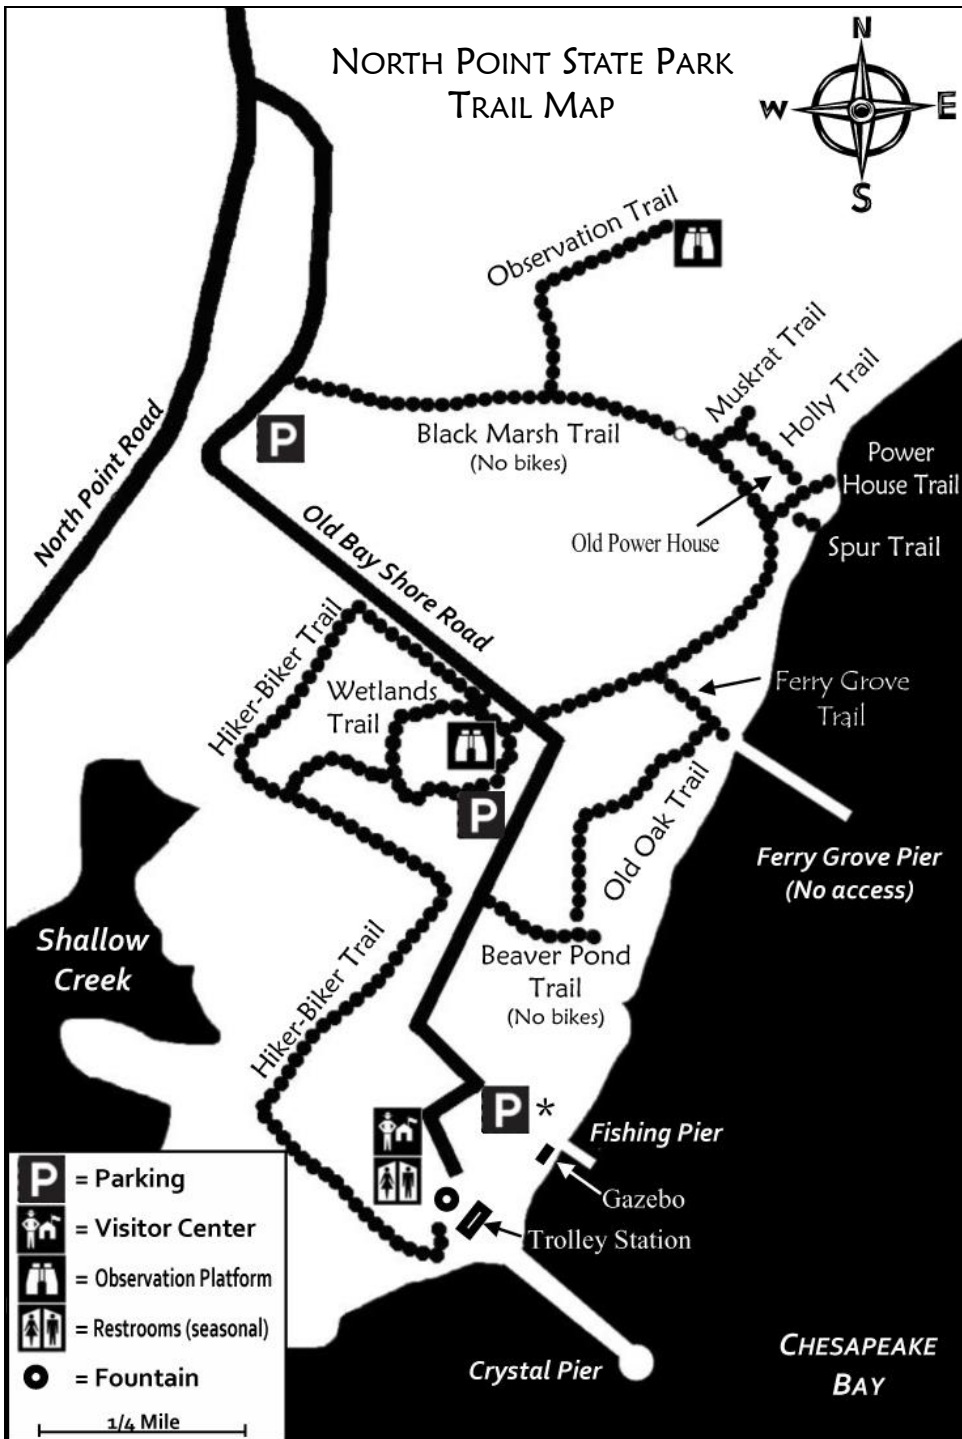 North Point State Park
Trail Map
N
W
E
S
Observation Trail
Muskrat Trail
Holly Trail
Black Marsh Trail
(No bikes)
Power
House Trail
P
North Point Road
Old Bay Shore Road
Old Power House
Spur Trail
Hiker-Biker Trail
Wetlands
Trail
Ferry Grove
Trail
P
Old Oak Trail
Ferry Grove Pier
(No access)
Shallow
Creek
Hiker-Biker Trail
Beaver Pond
Trail
(No bikes)
P *
Fishing Pier
Gazebo
Trolley Station
Crystal Pier
Chesapeake
Bay
P = Parking
= Visitor Center
= Observation Platform
= Restrooms (seasonal)
= Fountain
1/4 Mile